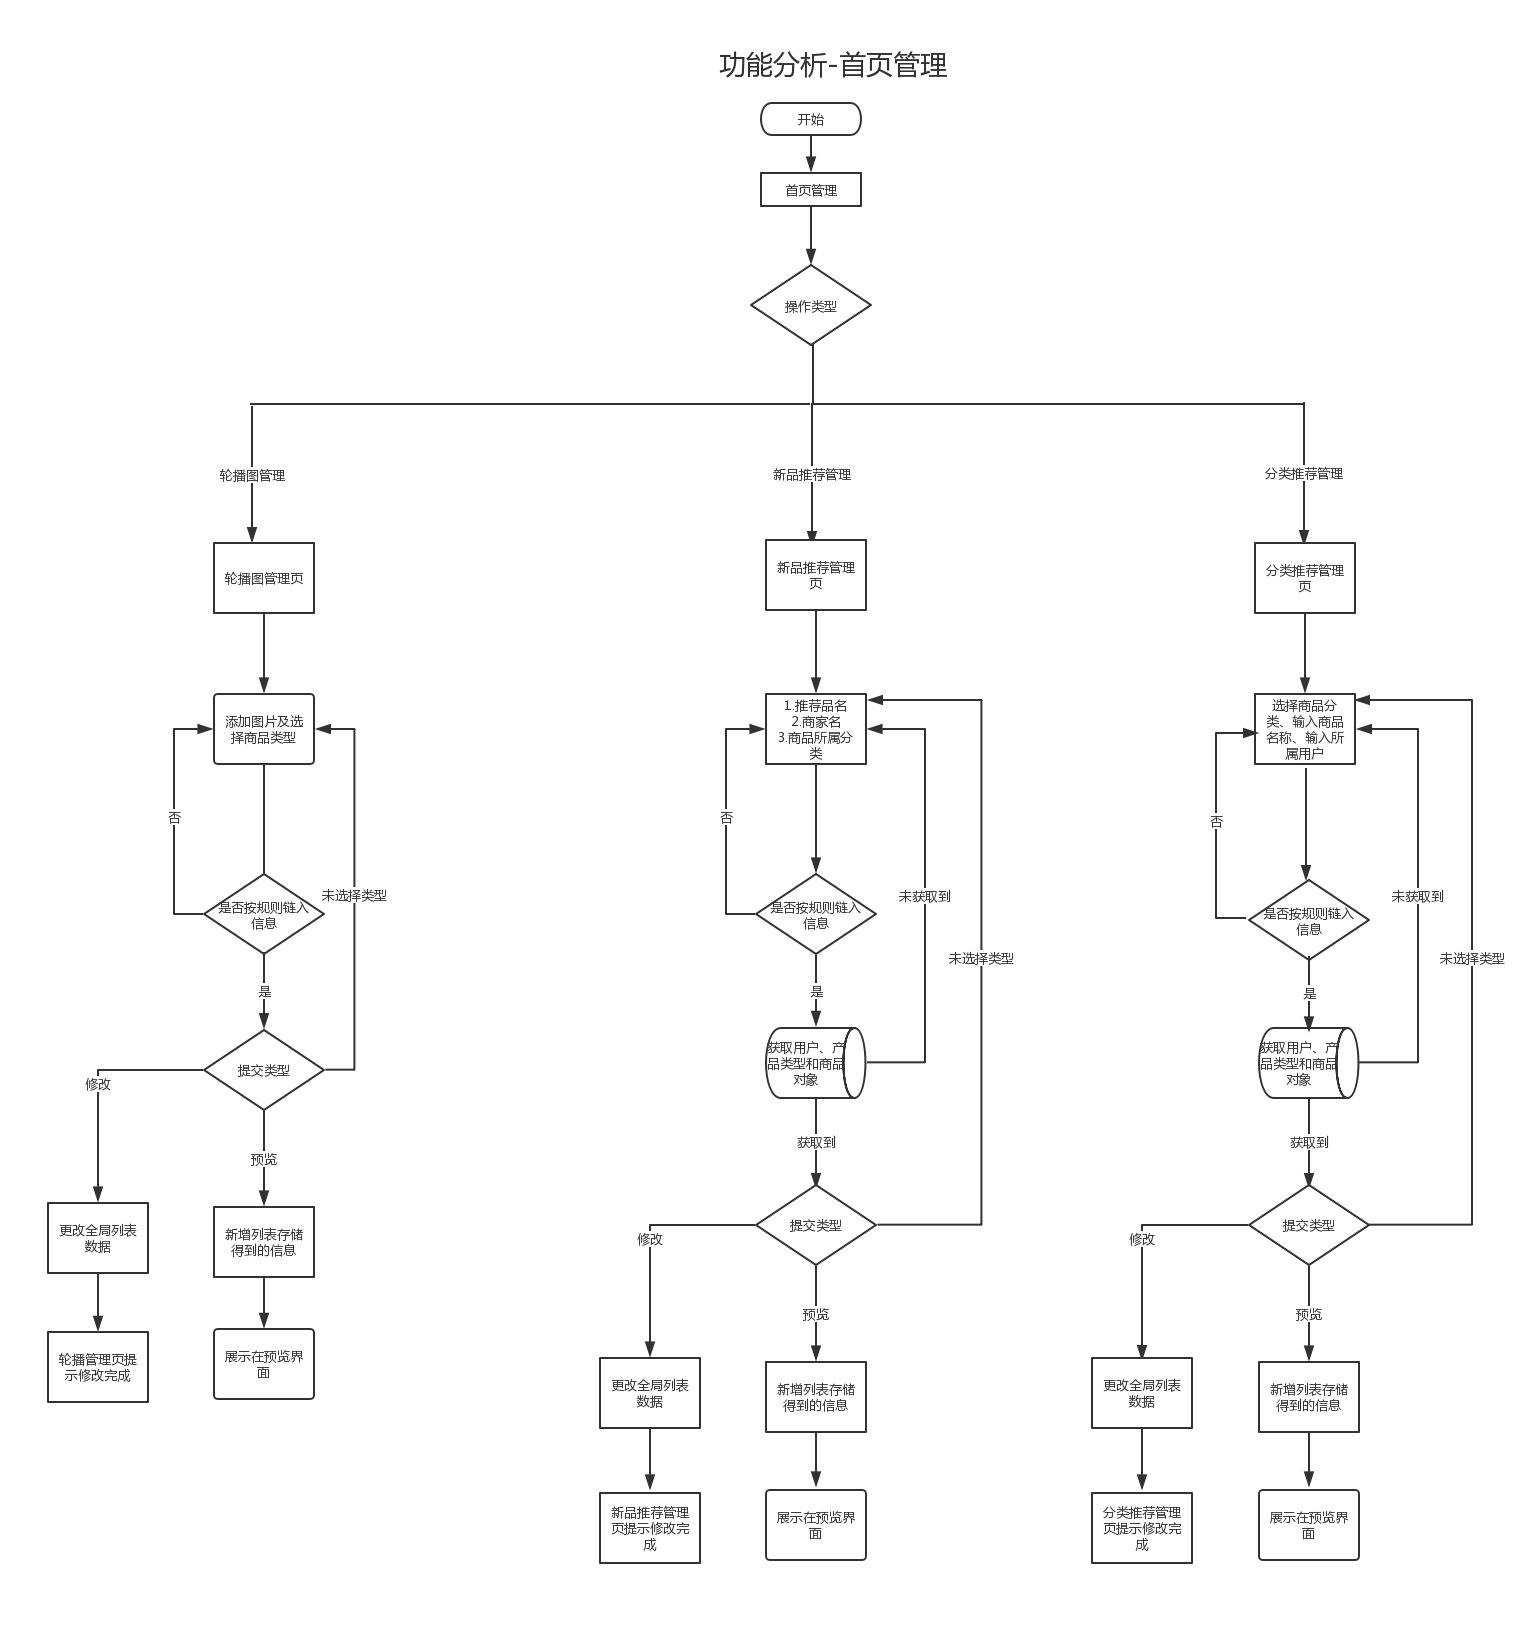 功能分析-首页管理
开始
首页管理
操作类型
轮播图管理
新品推荐管理
分类推荐管理
轮播图管理页
新品推荐管理
页
分类推荐管理
页
添加图片及选
择商品类型
1.推荐品名
2.商家名
3.商品所属分
类
选择商品分
类、输入商品
名称、输入所
属用户
否
否
否
未选择类型
未获取到
未获取到
是否按规则链入
信息
是否按规则链入
信息
是否按规则链入
信息
未选择类型
未选择类型
是
是
是
提交类型
获取用户、产
品类型和商品
对象
获取用户、产
品类型和商品
对象
修改
预览
获取到
获取到
更改全局列表
数据
新增列表存储
得到的信息
提交类型
提交类型
修改
修改
轮播管理页提
示修改完成
展示在预览界
面
预览
预览
更改全局列表
数据
新增列表存储
得到的信息
更改全局列表
数据
新增列表存储
得到的信息
新品推荐管理
页提示修改完
成
展示在预览界
面
分类推荐管理
页提示修改完
成
展示在预览界
面